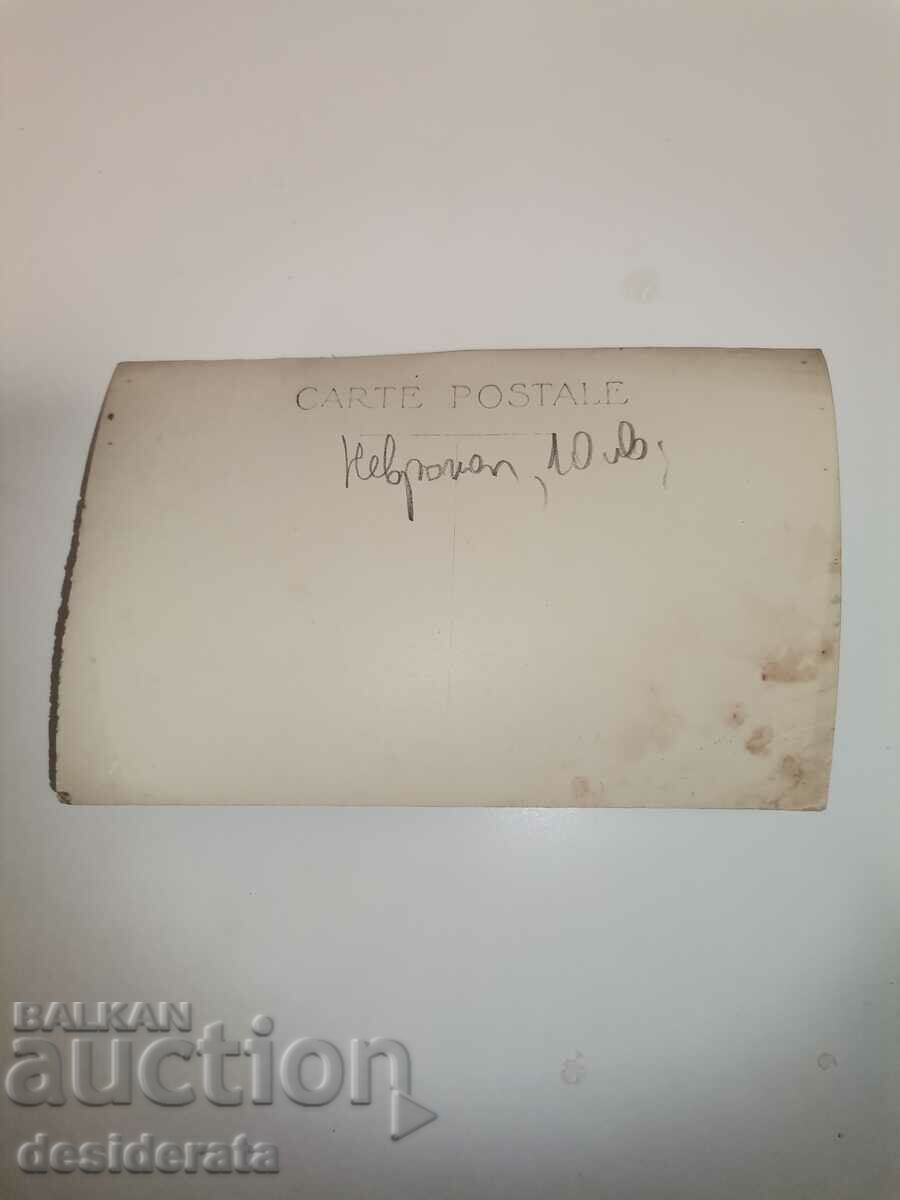 CARTE POSTALE
Неврокоп, 10 лв,
BALKAN
auction
desiderata